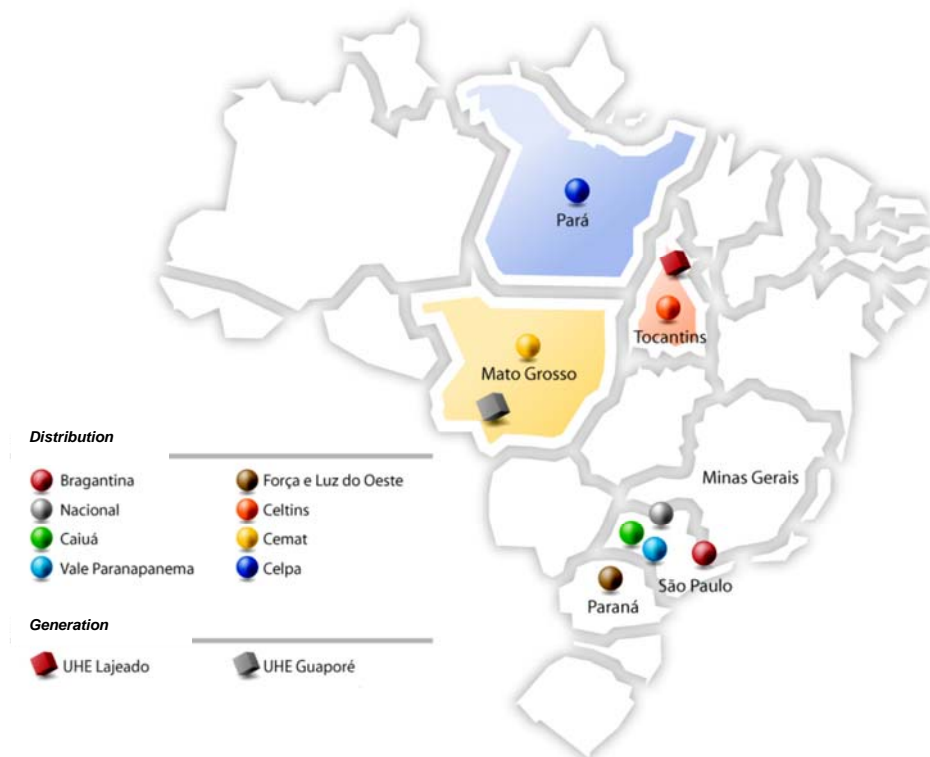 Pará
Tocantins
Mato Grosso
Distribution
Bragantina
Força e Luz do Oeste
Minas Gerais
Nacional
Celtins
Caiuá
Cemat
Vale Paranapanema
Celpa
São Paulo
Paraná
Generation
UHE Lajeado
UHE Guaporé